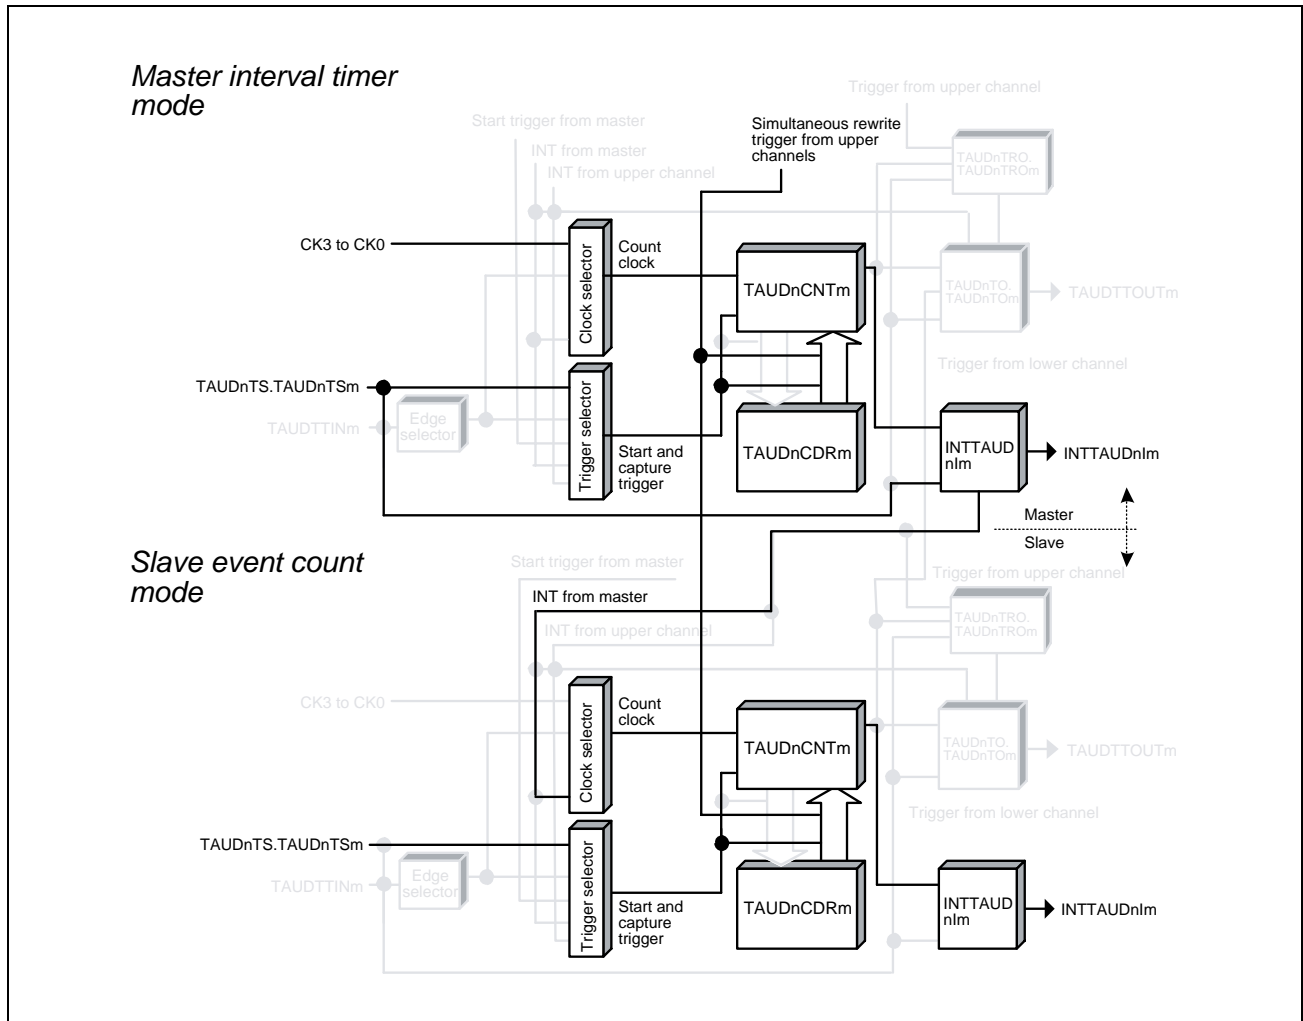 Master interval timer
mode
Trigger from upper channel
Start trigger from master
Simultaneous rewrite
trigger from upper
channels
INT from master
INT from upper channel
TAUDnTRO.
TAUDnTROm
CK3 to CK0
Clock selector
Count
clock
TAUDnCNTm
TAUDnTO.
TAUDnTOm
TAUDTTOUTm
Trigger from lower channel
TAUDnTS.TAUDnTSm
TAUDTTINm
Edge
selector
Trigger selector
Start and
capture
trigger
TAUDnCDRm
INTTAUD
nIm
INTTAUDnIm
Master
Slave
Slave event count
mode
Start trigger from master
Trigger from upper channel
INT from master
INT from upper channel
TAUDnTRO.
TAUDnTROm
CK3 to CK0
Clock selector
Count
clock
TAUDnCNTm
TAUDnTO.
TAUDnTOm
TAUDTTOUTm
Trigger from lower channel
TAUDnTS.TAUDnTSm
TAUDTTINm
Edge
selector
Trigger selector
Start and
capture
trigger
TAUDnCDRm
INTTAUD
nIm
INTTAUDnIm